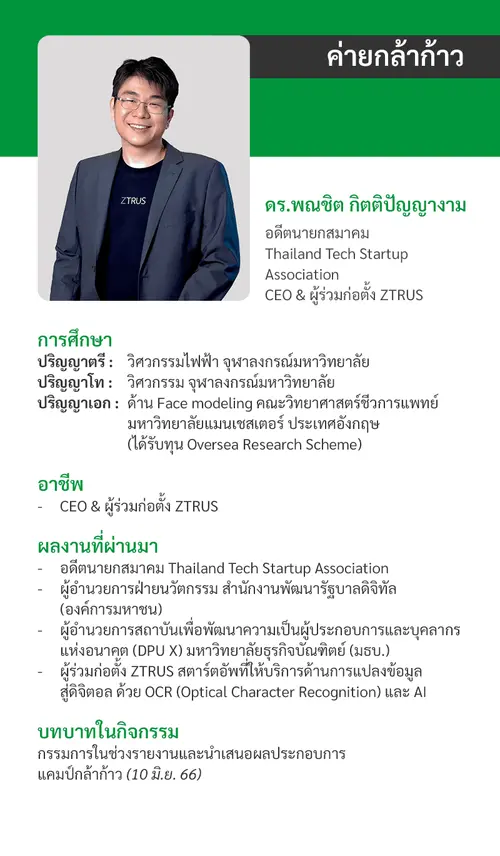 ค่ายกล้าก้าว
ZTRUS
ดร.พณชิต กิตติปัญญางาม
อดีตนายกสมาคม
Thailand Tech Startup
Association
CEO & ผู้ร่วมก่อตั้ง ZTRUS
การศึกษา
ปริญญาตรี : วิศวกรรมไฟฟ้า จุฬาลงกรณ์มหาวิทยาลัย
ปริญญาโท : วิศวกรรม จุฬาลงกรณ์มหาวิทยาลัย
ปริญญาเอก : ด้าน Face modeling คณะวิทยาศาสตร์ชีวการแพทย์
มหาวิทยาลัยแมนเชสเตอร์ ประเทศอังกฤษ
(ได้รับทุน Oversea Research Scheme)
อาชีพ
- CEO & ผู้ร่วมก่อตั้ง ZTRUS
ผลงานที่ผ่านมา
- อดีตนายกสมาคม Thailand Tech Startup Association
- ผู้อำนวยการฝ่ายนวัตกรรม สำนักงานพัฒนารัฐบาลดิจิทัล
(องค์การมหาชน)
- ผู้อำนวยการสถาบันเพื่อพัฒนาความเป็นผู้ประกอบการและบุคลากร
แห่งอนาคต (DPU X) มหาวิทยาลัยธุรกิจบัณฑิตย์ (มธบ.)
- ผู้ร่วมก่อตั้ง ZTRUS สตาร์ตอัพที่ให้บริการด้านการแปลงข้อมูล
สู่ดิจิตอล ด้วย OCR (Optical Character Recognition) และ AI
บทบาทในกิจกรรม
กรรมการในช่วงรายงานและนำเสนอผลประกอบการ
แคมป์กล้าก้าว (10 มิ.ย. 66)